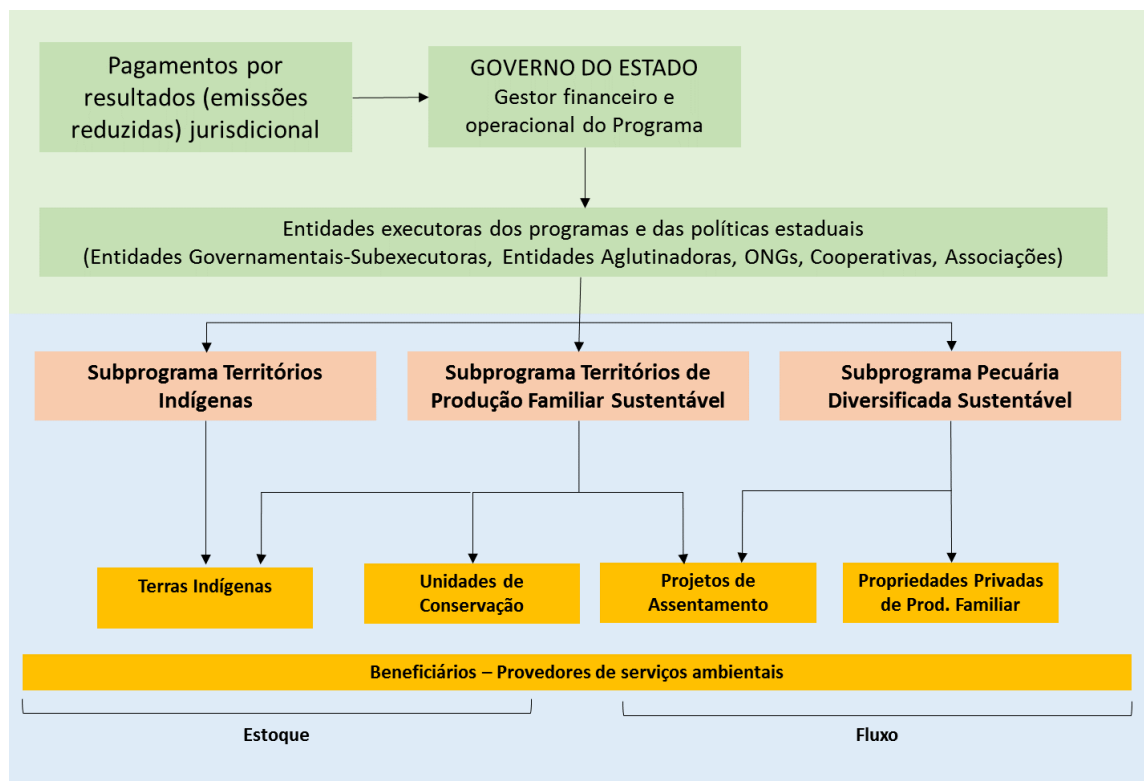 Pagamentos por
resultados (emissões
reduzidas) jurisdicional
GOVERNO DO ESTADO
Gestor financeiro e
operacional do Programa
Entidades executoras dos programas e das políticas estaduais
(Entidades Governamentais-Subexecutoras, Entidades Aglutinadoras, ONGs, Cooperativas, Associações)
Subprograma Territórios
Indígenas
Subprograma Territórios de
Produção Familiar Sustentável
Subprograma Pecuária
Diversificada Sustentável
Terras Indígenas
Unidades de
Conservação
Projetos de
Assentamento
Propriedades Privadas
de Prod. Familiar
Beneficiários – Provedores de serviços ambientais
Estoque
Fluxo